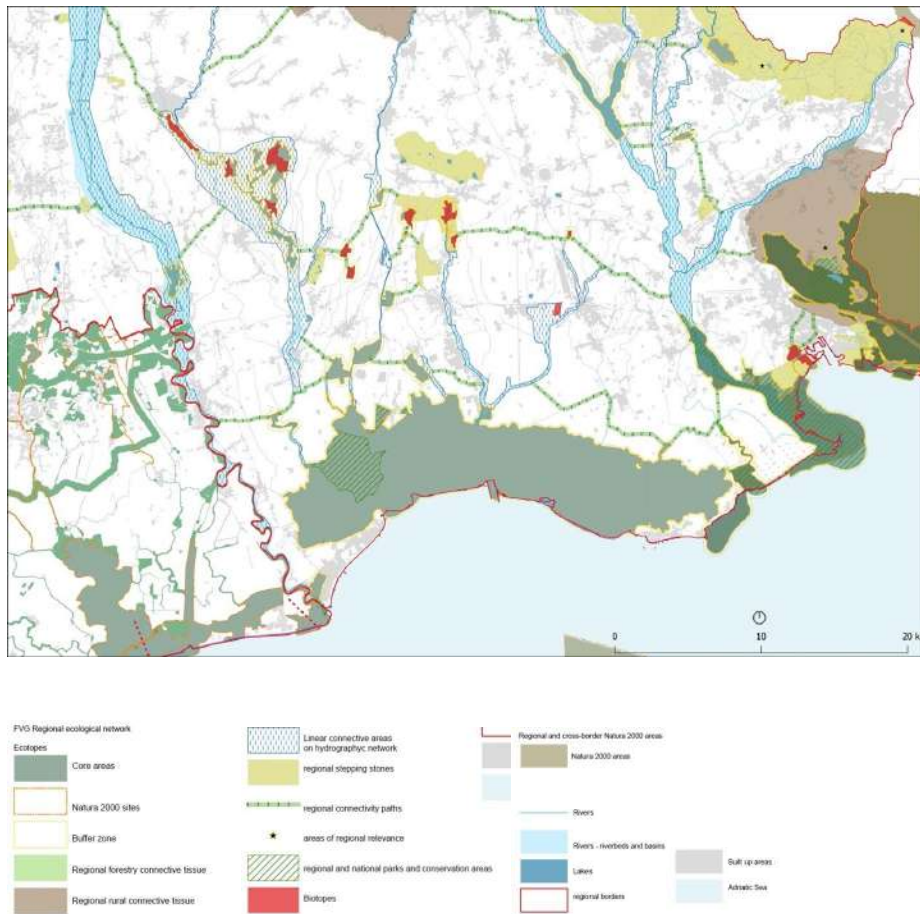 0
10
20 k
FVG Regional ecological network
Ecotopes
Core areas
Natura 2000 sites
Buffer zone
Regional forestry connective tissue
Regional rural connective tissue
Linear connective areas
on hydrographyc network
regional stepping stones
regional connectivity paths
areas of regional relevance
regional and national parks and conservation areas
Biotopes
Regional and cross-border Natura 2000 areas
Natura 2000 areas
Rivers
Rivers - riverbeds and basins
Lakes
regional borders
Built up areas
Adriatic Sea